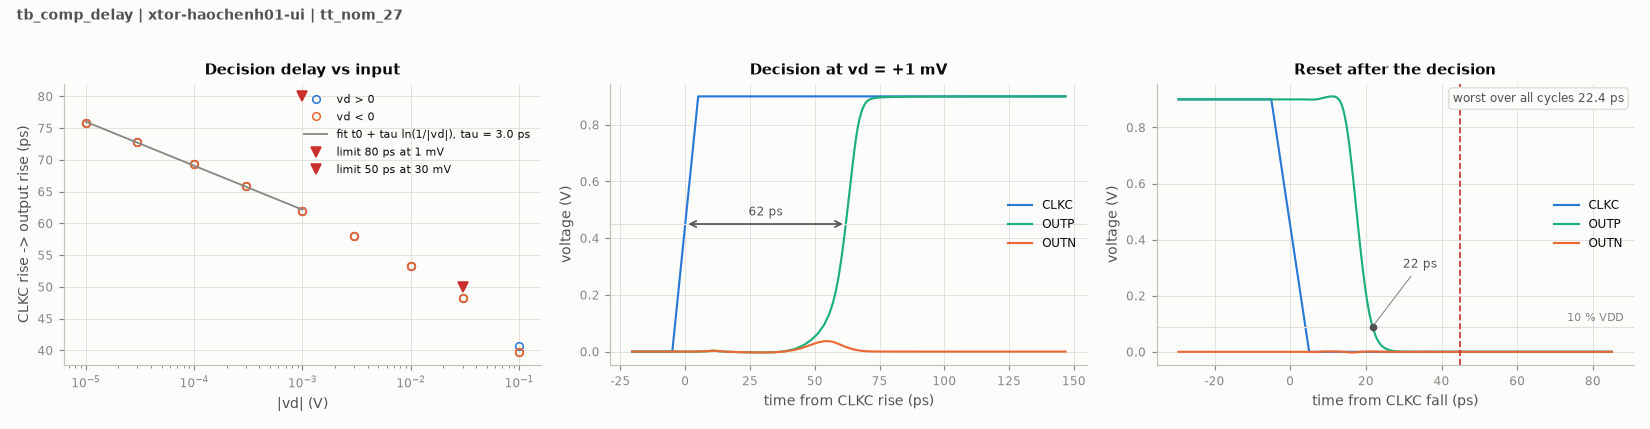 tb_comp_delay | xtor-haochenh01-ui | tt_nom_27
Decision delay vs input
CLKC rise -> output rise (ps)
80
75
70
65
60
55
50
45
40
vd > 0
vd < 0
fit t0 + tau ln(1/|vd|), tau = 3.0 ps
limit 80 ps at 1 mV
limit 50 ps at 30 mV
10⁻⁵ 10⁻⁴ 10⁻³ 10⁻² 10⁻¹
|vd| (V)
Decision at vd = +1 mV
voltage (V)
0.8
0.6
0.4
0.2
0.0
62 ps
CLKC
OUTP
OUTN
-25 0 25 50 75 100 125 150
time from CLKC rise (ps)
Reset after the decision
voltage (V)
0.8
0.6
0.4
0.2
0.0
worst over all cycles 22.4 ps
CLKC
OUTP
OUTN
22 ps
10 % VDD
-20 0 20 40 60 80
time from CLKC fall (ps)